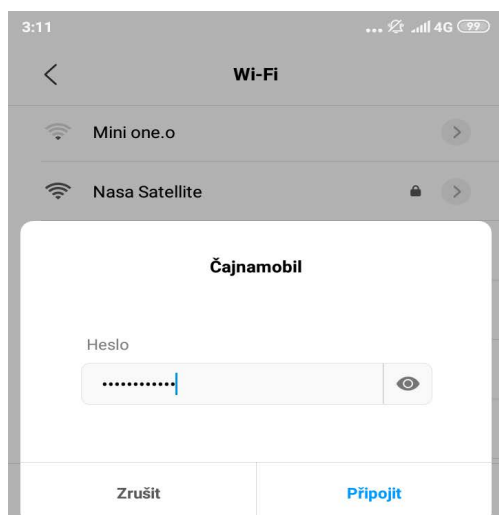 3:11 ... 4G 99
Wi-Fi
Mini one.o
Nasa Satellite
Čajnamobil
Heslo
••••••••••••
Zrušit Připojit